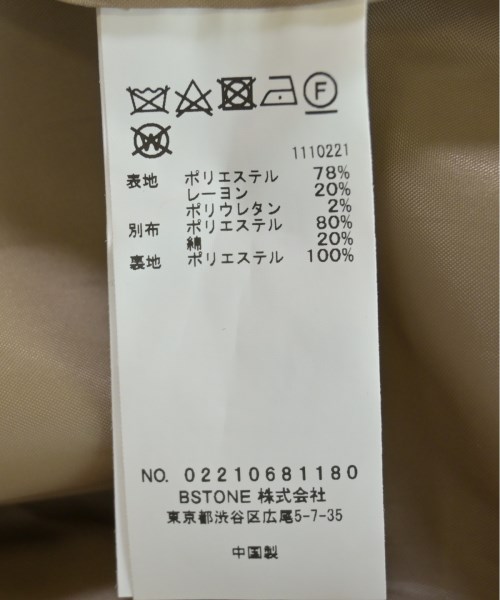 F
W
1110221
表地 ポリエステル 78%
レーヨン 20%
ポリウレタン 2%
別布 ポリエステル 80%
綿 20%
裏地 ポリエステル 100%
NO. 02210681180
BSTONE 株式会社
東京都渋谷区広尾5-7-35
中国製